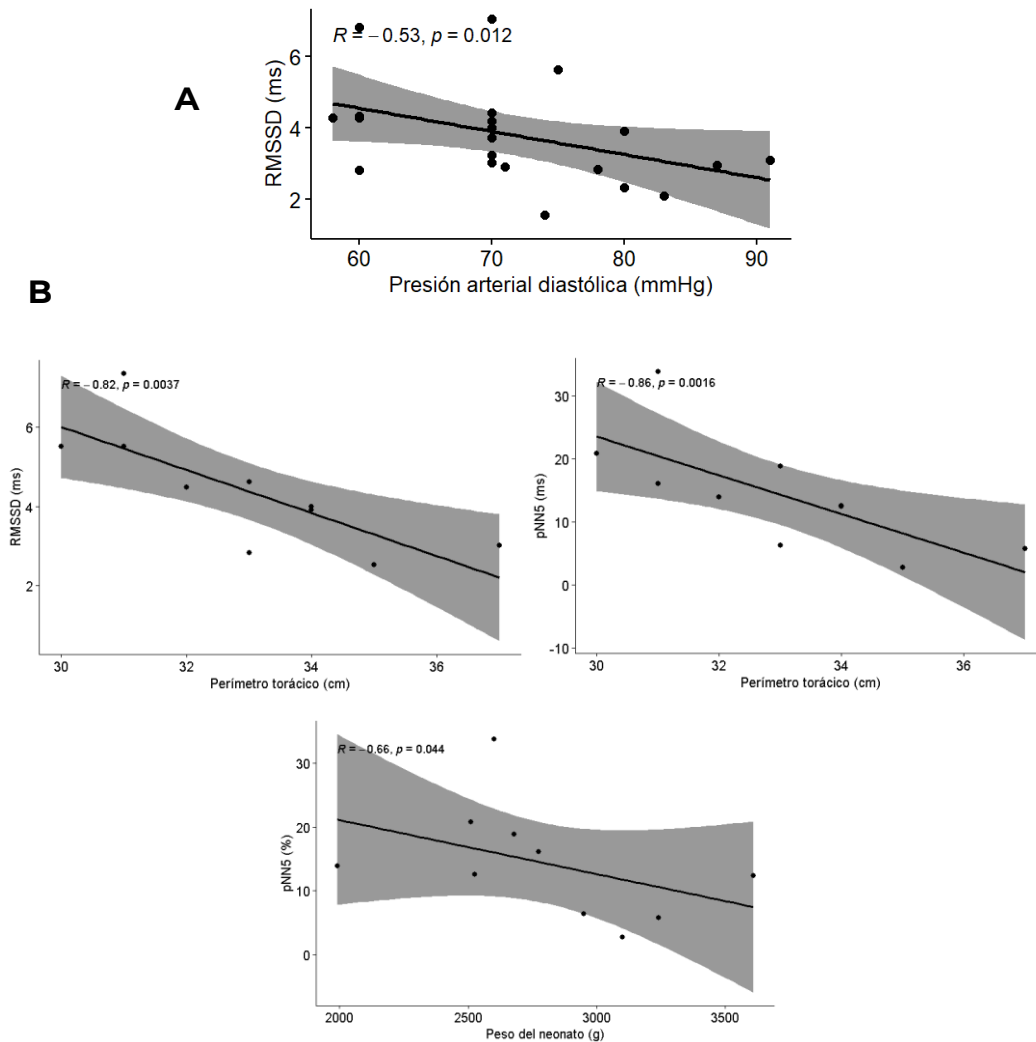 A
R = −0.53, p = 0.012
RMSSD (ms)
6
4
2
60 70 80 90
Presión arterial diastólica (mmHg)
B
R = −0.82, p = 0.0037
RMSSD (ms)
6
4
2
30 32 34 36
Perímetro torácico (cm)
R = −0.86, p = 0.0016
pNN5 (ms)
30
20
10
0
-10
30 32 34 36
Perímetro torácico (cm)
R = −0.66, p = 0.044
pNN5 (%)
30
20
10
0
2000 2500 3000 3500
Peso del neonato (g)